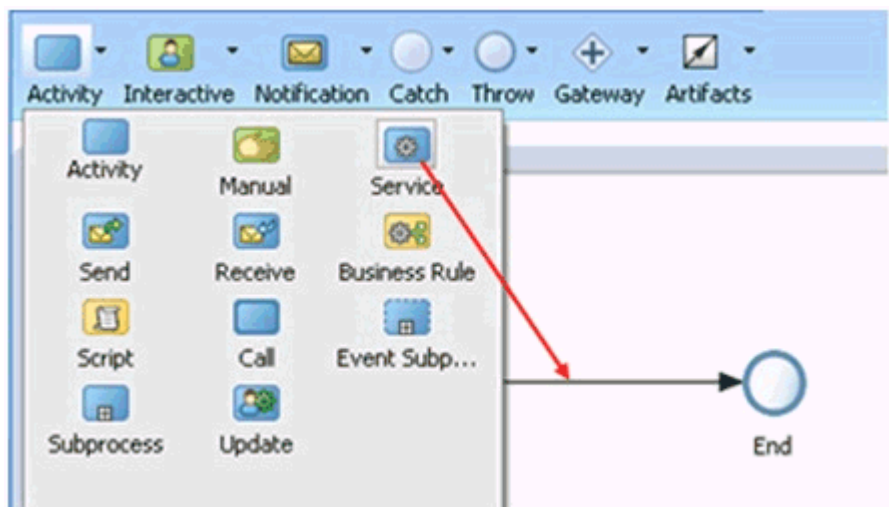 Activity Interactive Notification Catch Throw Gateway Artifacts
Activity Manual Service
Send Receive Business Rule
Script Call Event Subp...
Subprocess Update
End